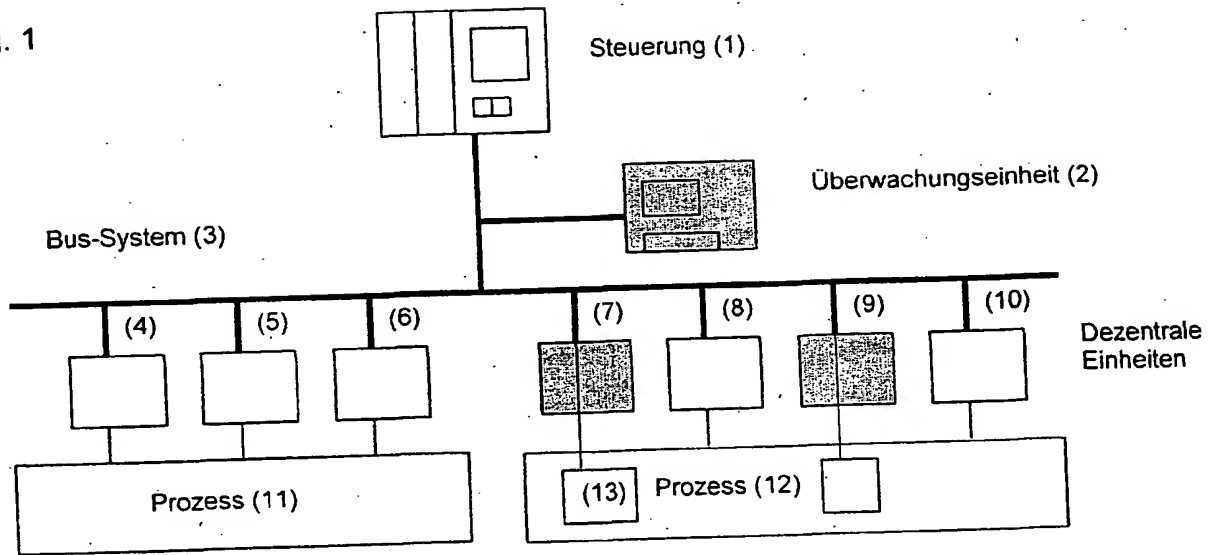 . 1
Steuerung (1)
Überwachungseinheit (2)
Bus-System (3)
(4)
(5)
(6)
(7)
(8)
(9)
(10)
Dezentrale
Einheiten
Prozess (11)
(13)
Prozess (12)